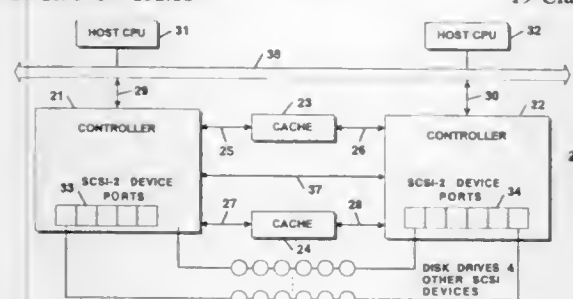 HOST CPU
31
HOST CPU
32
38
21
29
23
30
22
CONTROLLER
CACHE
CONTROLLER
25
26
33
SCSI-2 DEVICE
PORTS
37
SCSI-2 DEVICE
PORTS
34
27
CACHE
28
24
DISK DRIVES &
OTHER SCSI
DEVICES